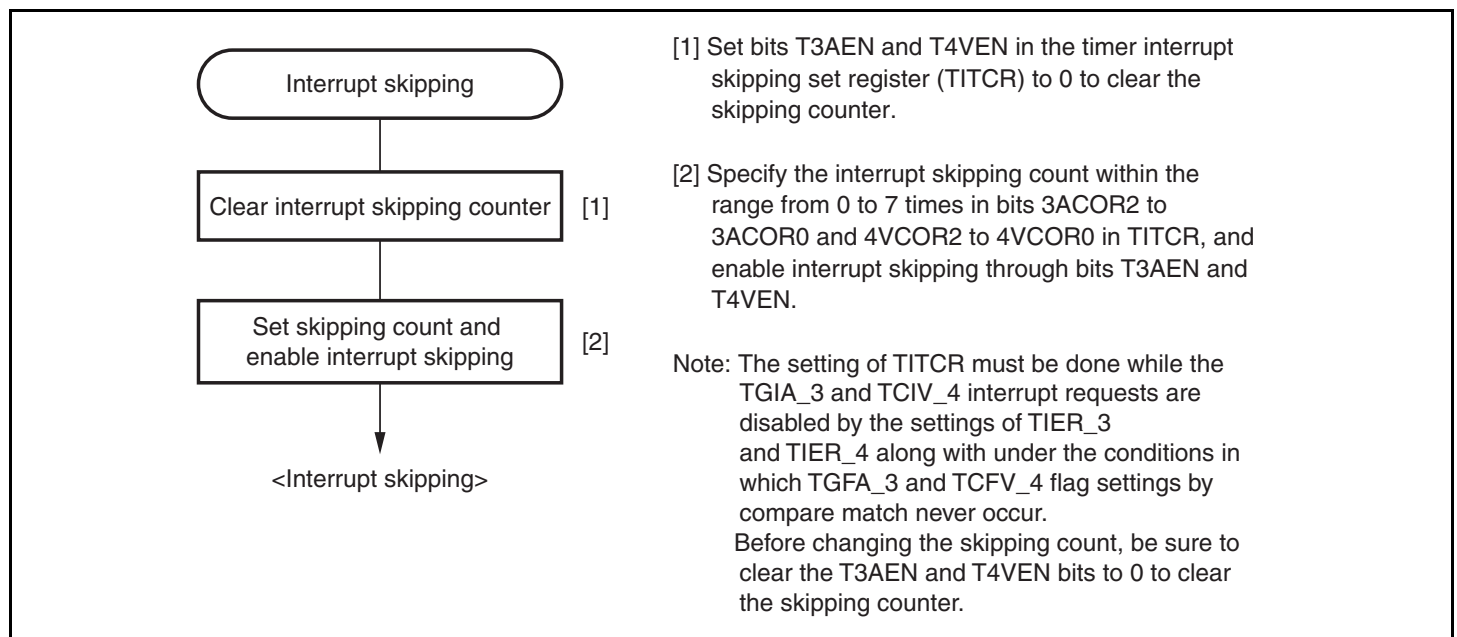 Interrupt skipping
Clear interrupt skipping counter
[1]
Set skipping count and
enable interrupt skipping
[2]
<Interrupt skipping>
[1] Set bits T3AEN and T4VEN in the timer interrupt
skipping set register (TITCR) to 0 to clear the
skipping counter.
[2] Specify the interrupt skipping count within the
range from 0 to 7 times in bits 3ACOR2 to
3ACOR0 and 4VCOR2 to 4VCOR0 in TITCR, and
enable interrupt skipping through bits T3AEN and
T4VEN.
Note: The setting of TITCR must be done while the
TGIA_3 and TCIV_4 interrupt requests are
disabled by the settings of TIER_3
and TIER_4 along with under the conditions in
which TGFA_3 and TCFV_4 flag settings by
compare match never occur.
Before changing the skipping count, be sure to
clear the T3AEN and T4VEN bits to 0 to clear
the skipping counter.